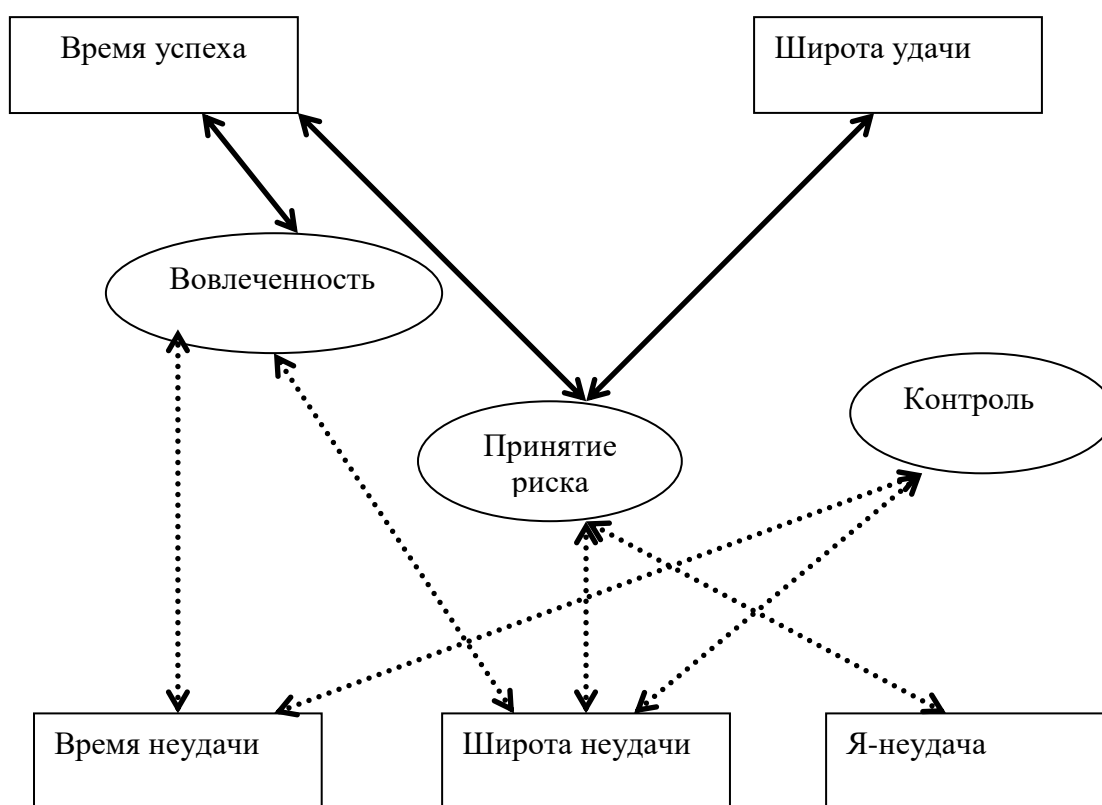 Время успеха
Широта удачи
Вовлеченность
Контроль
Принятие
риска
Время неудачи
Широта неудачи
Я-неудача